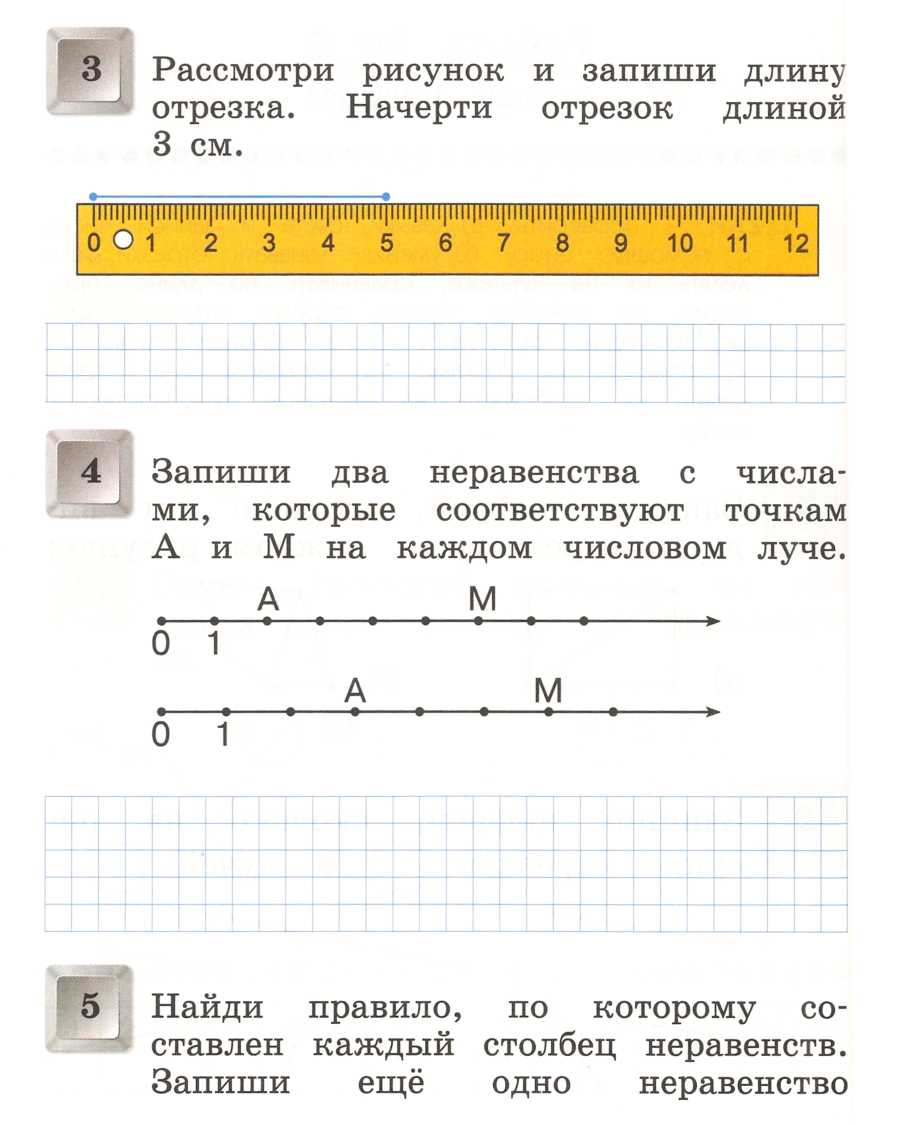 3
Рассмотри рисунок и запиши длину
отрезка. Начерти отрезок длиной
3 см.
0 1 2 3 4 5 6 7 8 9 10 11 12
4
Запиши два неравенства с числа-
ми, которые соответствуют точкам
А и М на каждом числовом луче.
А М
0 1
А М
0 1
5
Найди правило, по которому со-
ставлен каждый столбец неравенств.
Запиши ещё одно неравенство